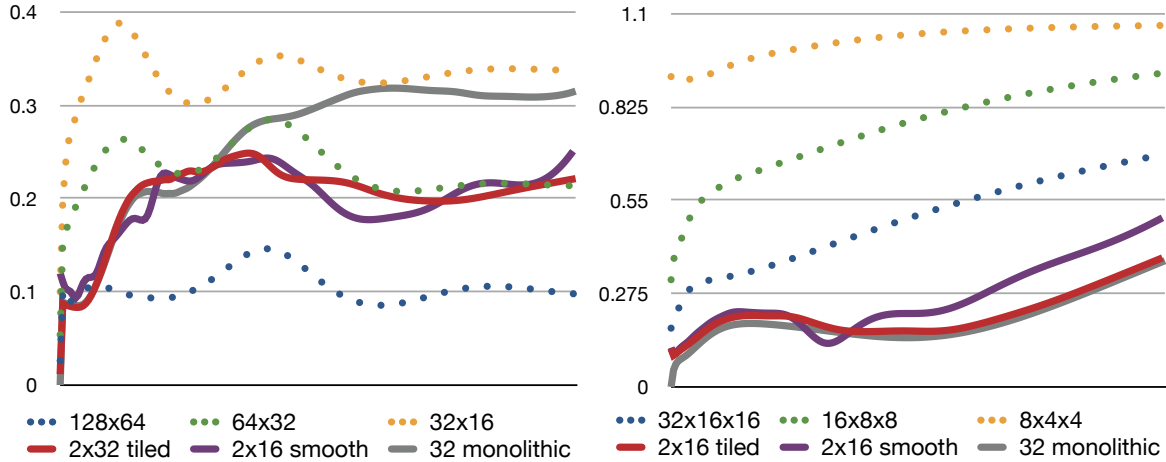 0.4
0.3
0.2
0.1
0
128x64 64x32 32x16
2x32 tiled 2x16 smooth 32 monolithic
1.1
0.825
0.55
0.275
0
32x16x16 16x8x8 8x4x4
2x16 tiled 2x16 smooth 32 monolithic